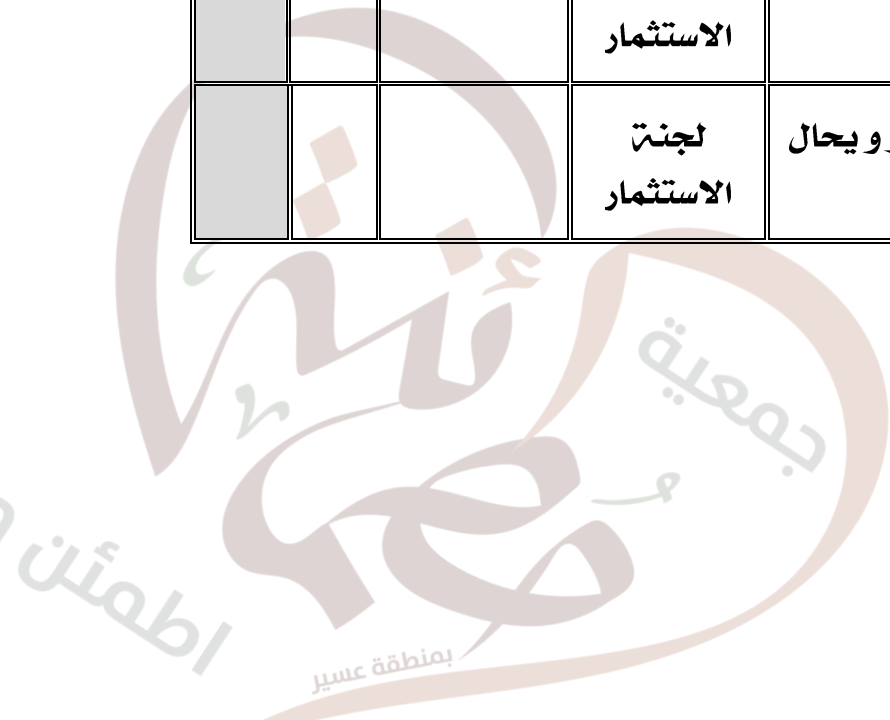 الاستثمار
و يحال
لجنة
الاستثمار
جمعية
اطمئن
بمنطقة عسير